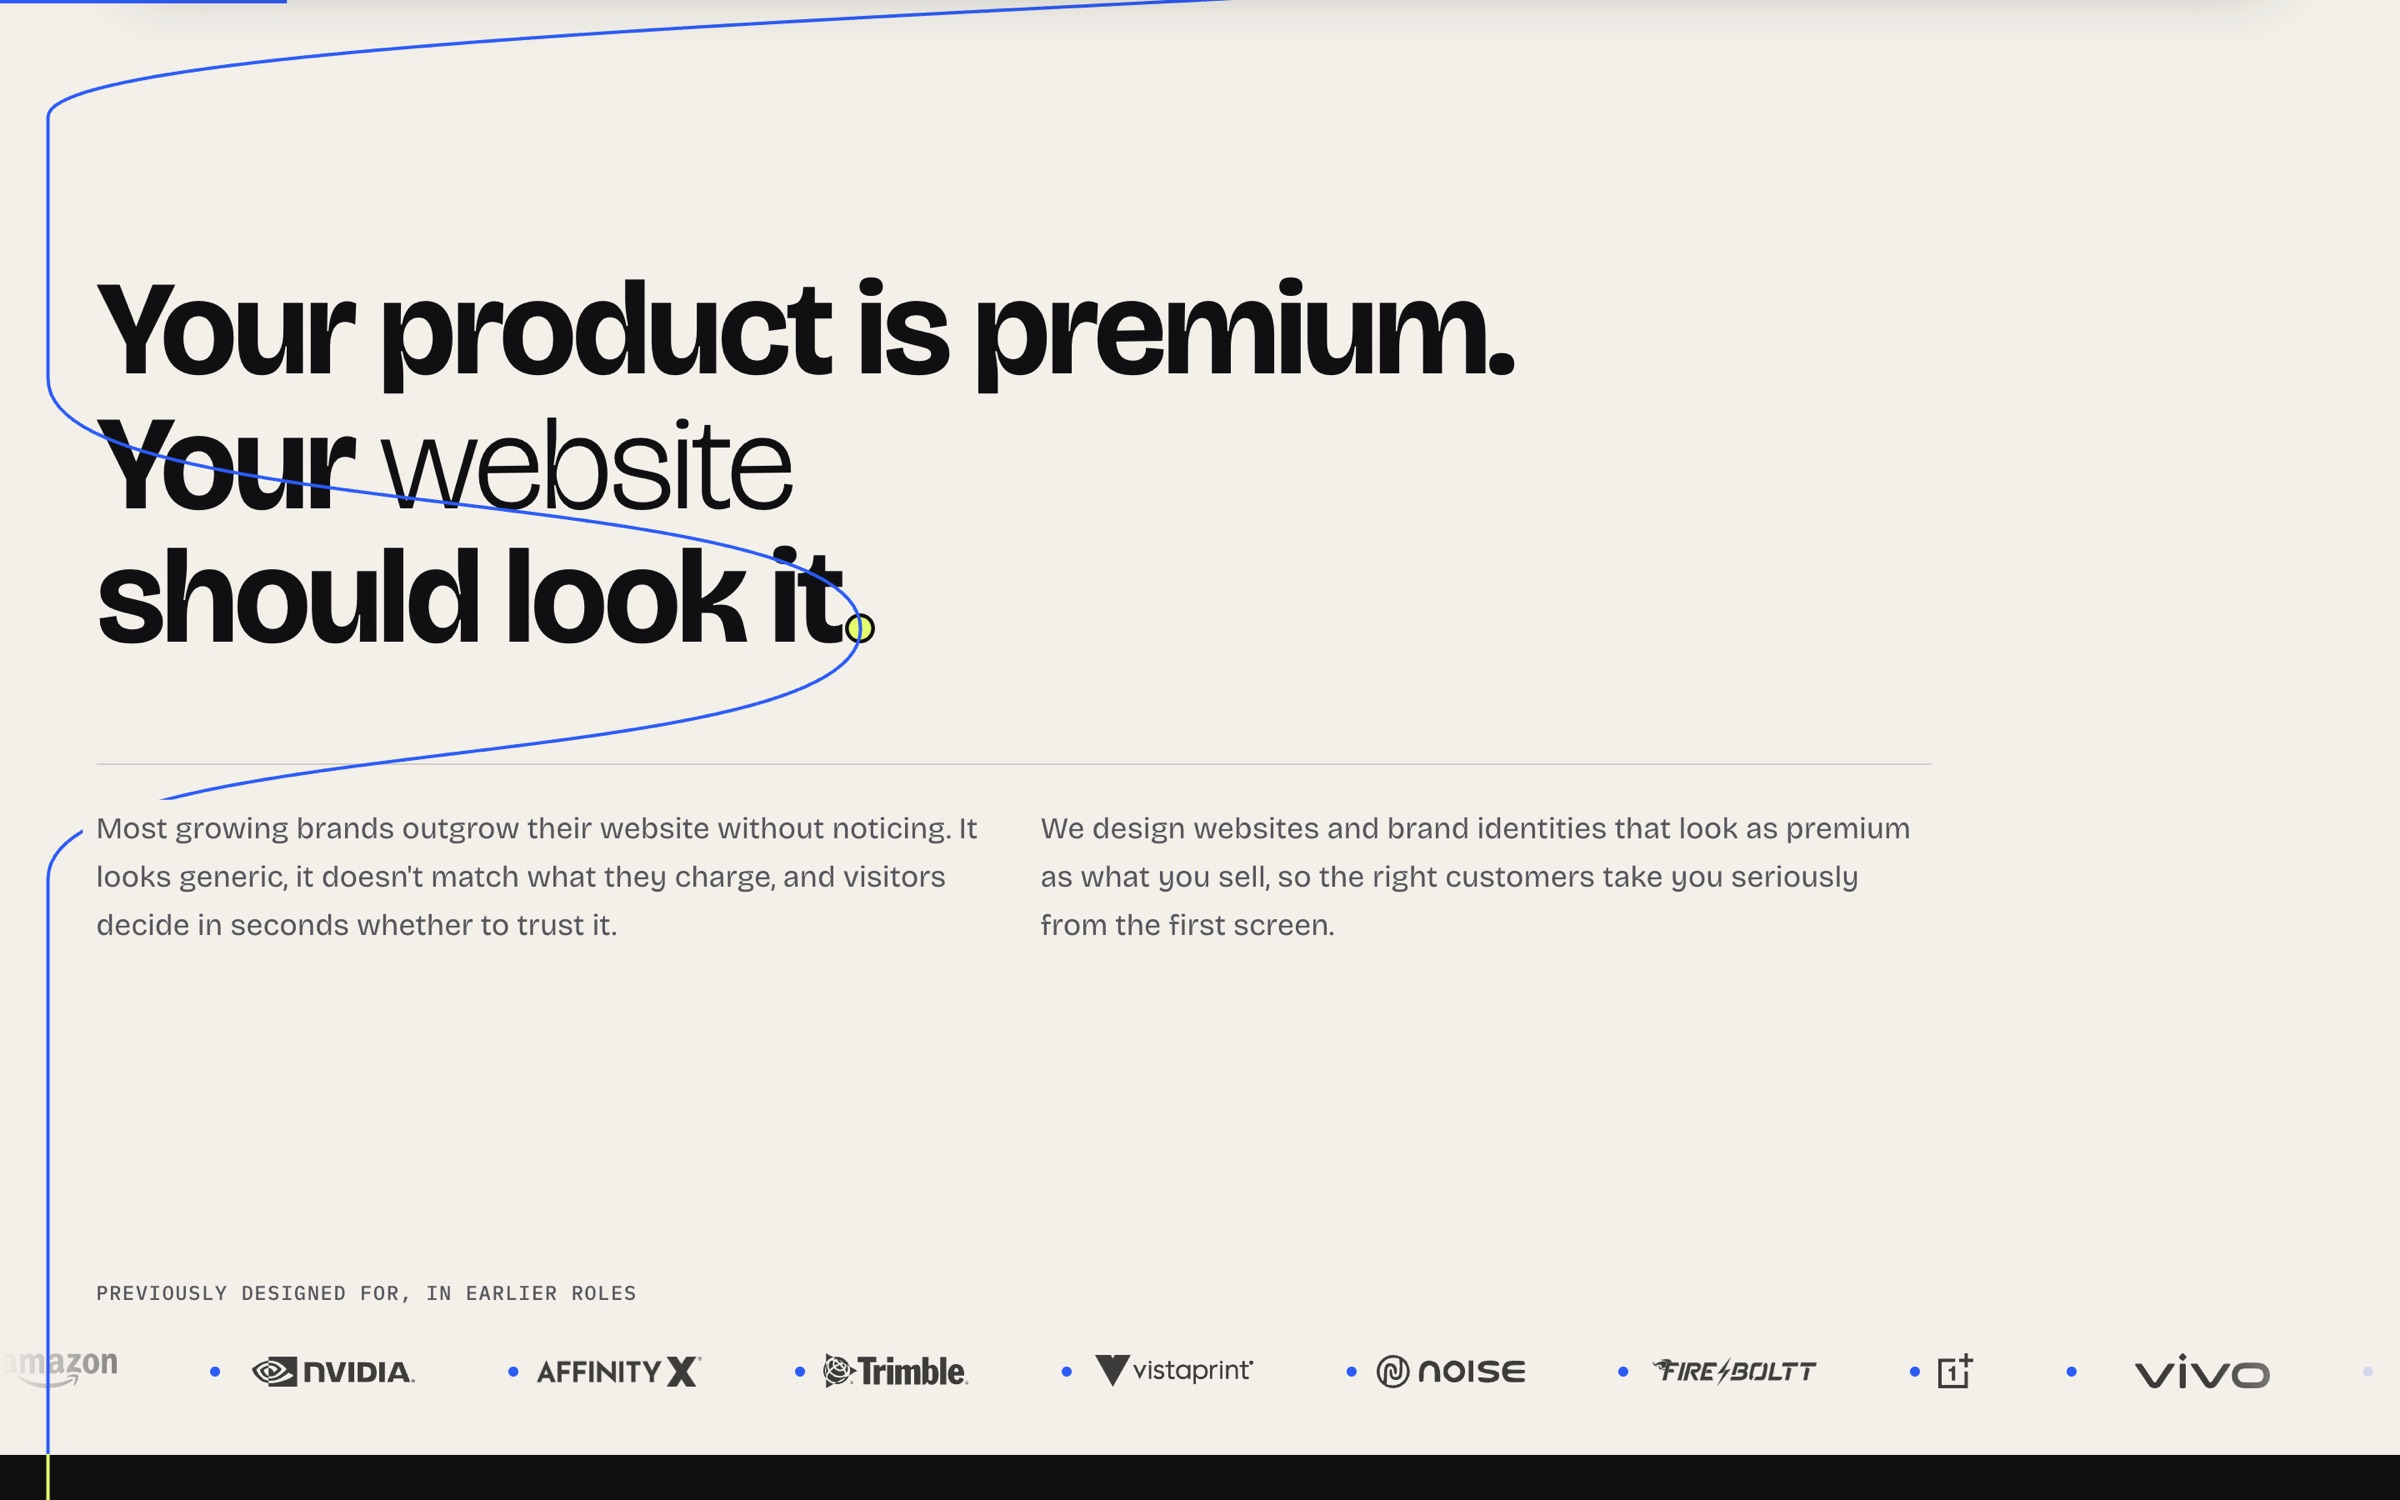 Your product is premium.
Your website
should look it.
Most growing brands outgrow their website without noticing. It
looks generic, it doesn't match what they charge, and visitors
decide in seconds whether to trust it.
We design websites and brand identities that look as premium
as what you sell, so the right customers take you seriously
from the first screen.
PREVIOUSLY DESIGNED FOR, IN EARLIER ROLES
amazon NVIDIA. AFFINITY X Trimble. vistaprint noise FIRE BOLTT 1+ vivo